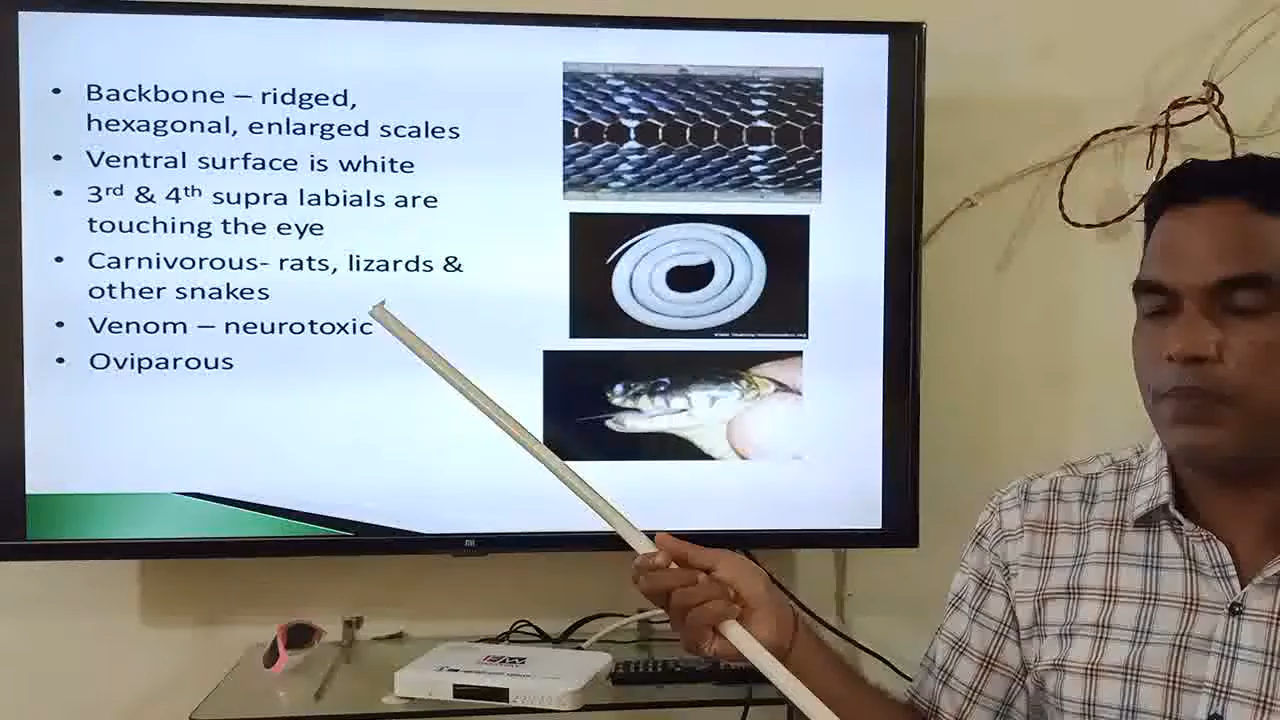 • Backbone – ridged,
hexagonal, enlarged scales
• Ventral surface is white
• 3rd & 4th supra labials are
touching the eye
• Carnivorous- rats, lizards &
other snakes
• Venom – neurotoxic
• Oviparous
mi